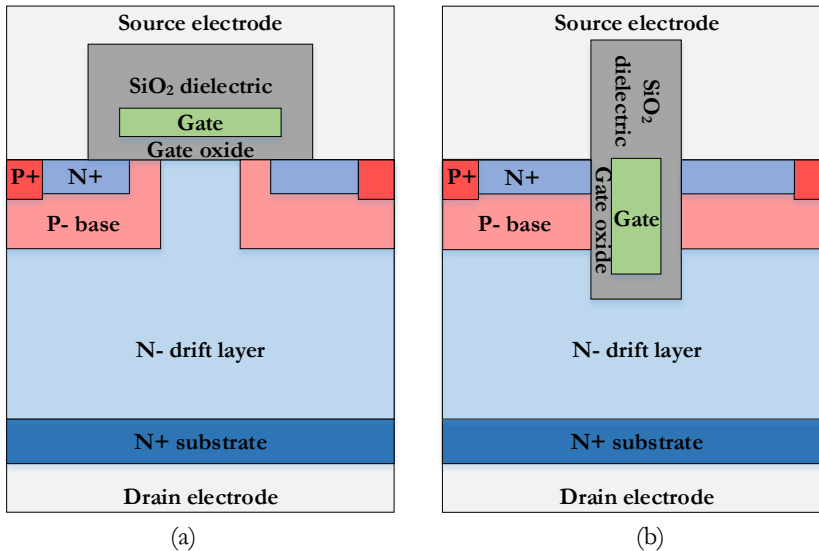 Source electrode
SiO₂ dielectric
Gate
Gate oxide
P+
N+
P- base
N- drift layer
N+ substrate
Drain electrode
(a)
Source electrode
SiO₂
dielectric
P+
N+
Gate oxide
Gate
P- base
N- drift layer
N+ substrate
Drain electrode
(b)